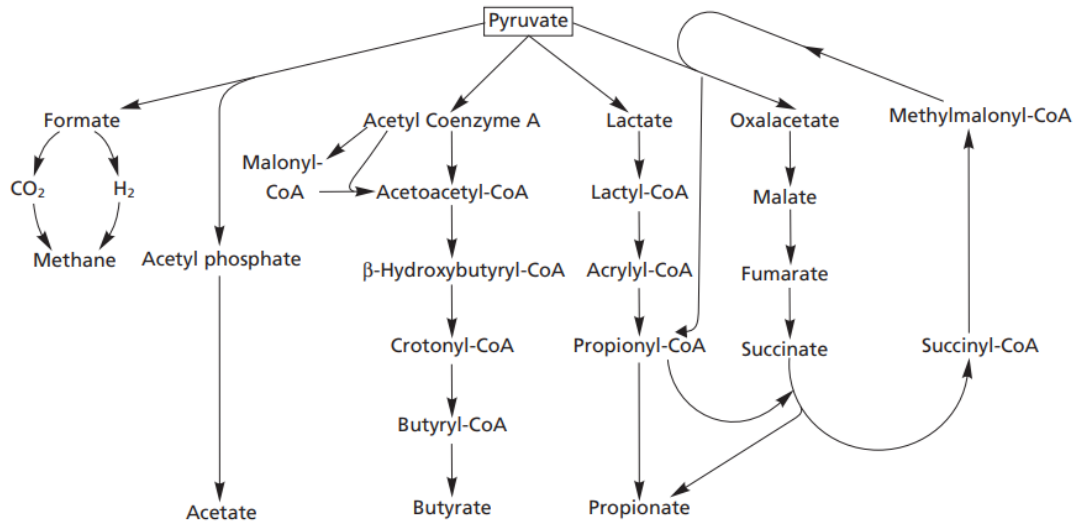 Pyruvate
Formate
Acetyl Coenzyme A
Lactate
Oxalacetate
Methylmalonyl-CoA
Malonyl-
CoA
CO₂
H₂
Acetoacetyl-CoA
Lactyl-CoA
Malate
Methane
Acetyl phosphate
β-Hydroxybutyryl-CoA
Acrylyl-CoA
Fumarate
Crotonyl-CoA
Propionyl-CoA
Succinate
Succinyl-CoA
Butyryl-CoA
Acetate
Butyrate
Propionate